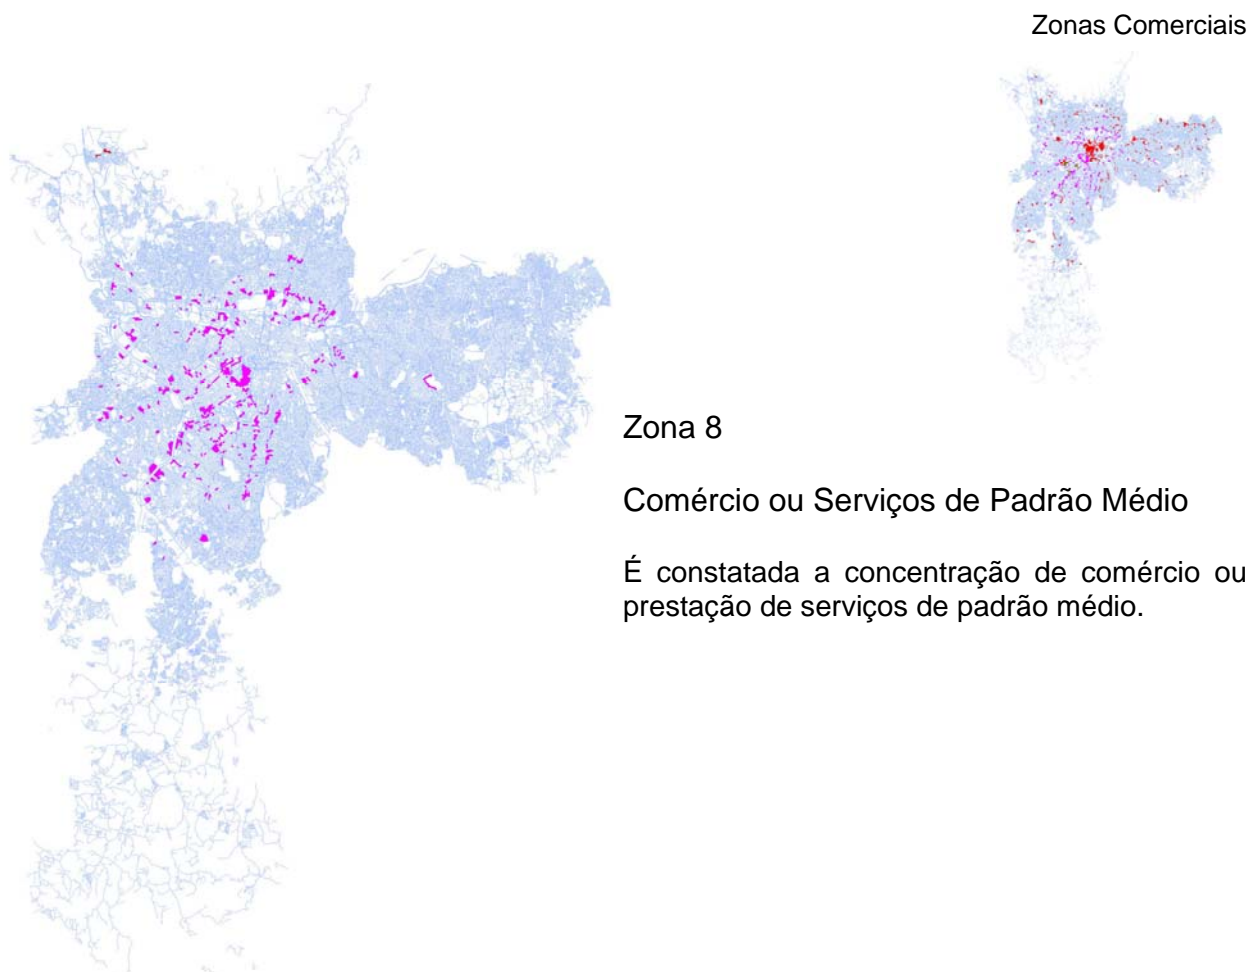 Zonas Comerciais
Zona 8
Comércio ou Serviços de Padrão Médio
É constatada a concentração de comércio ou
prestação de serviços de padrão médio.